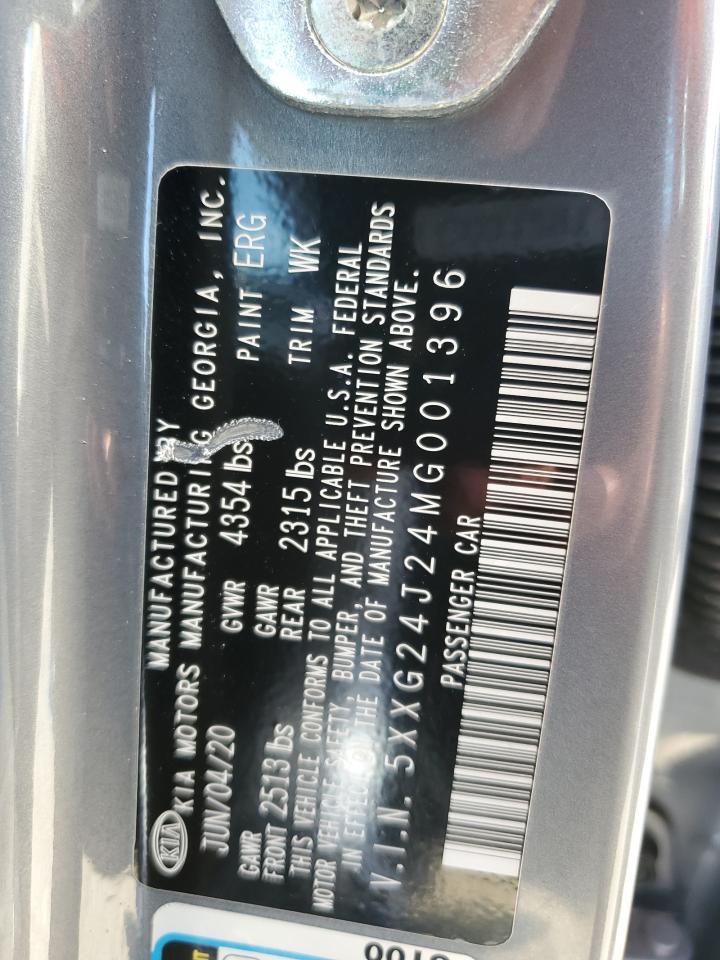 MANUFACTURED BY
KIA KIA MOTORS MANUFACTURING GEORGIA, INC.
JUN/04/20 GVWR 4354 lbs PAINT ERG
GAWR FRONT 2513 lbs GAWR REAR 2315 lbs TRIM WK
THIS VEHICLE CONFORMS TO ALL APPLICABLE U.S.A. FEDERAL
MOTOR VEHICLE SAFETY, BUMPER, AND THEFT PREVENTION STANDARDS
IN EFFECT ON THE DATE OF MANUFACTURE SHOWN ABOVE.
V.I.N. 5XXG24J24MG001396
PASSENGER CAR